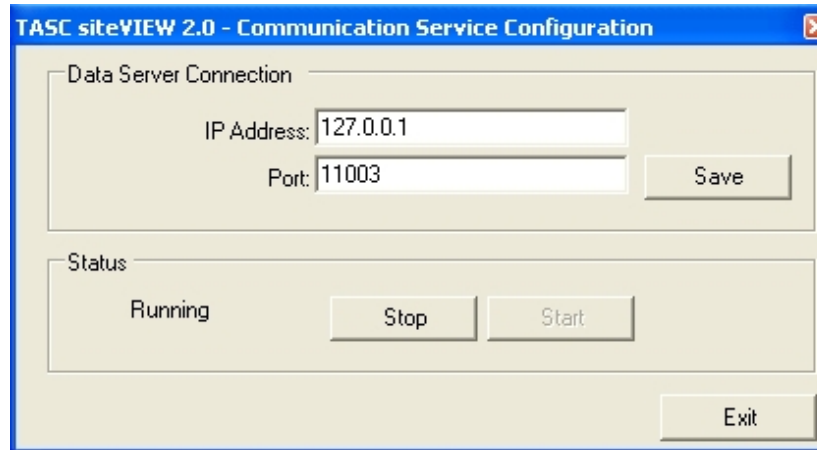 TASC siteVIEW 2.0 - Communication Service Configuration
Data Server Connection
IP Address: 127.0.0.1
Port: 11003
Save
Status
Running
Stop
Start
Exit